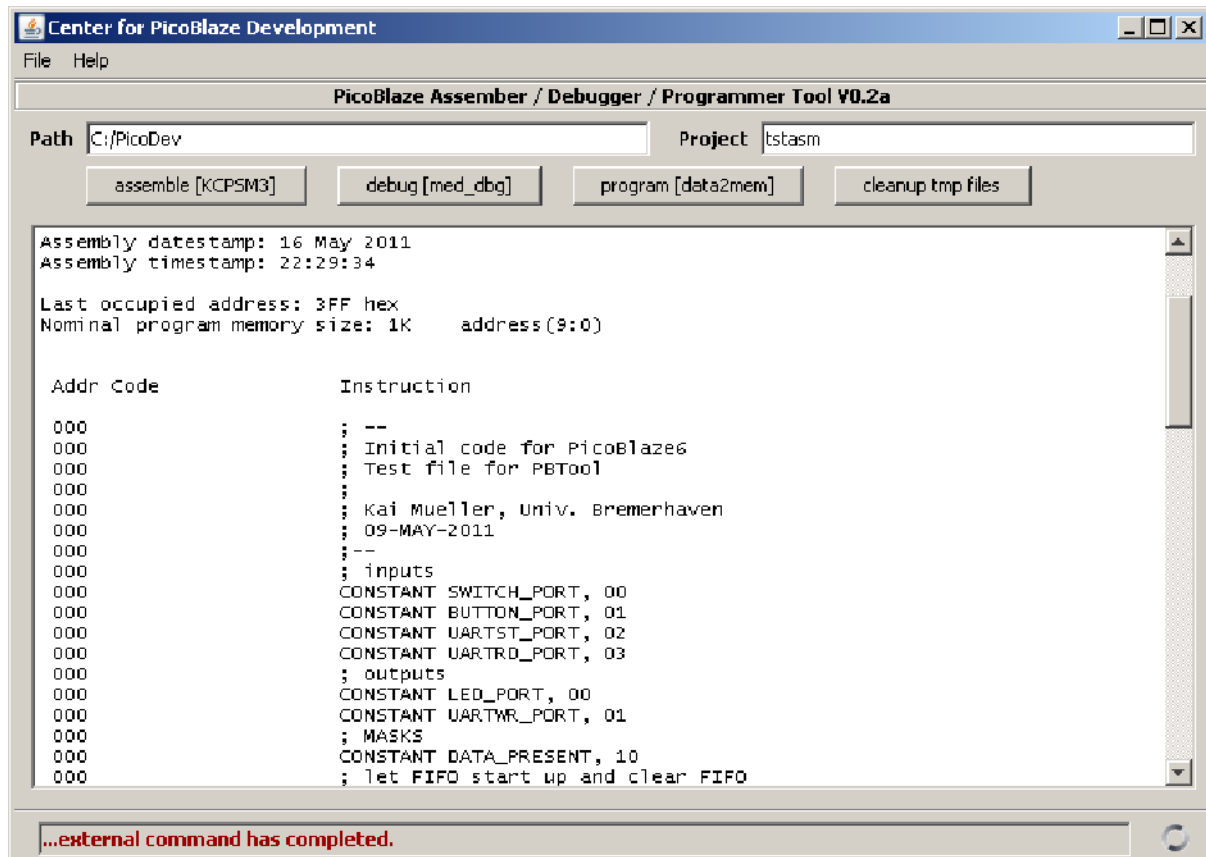 Center for PicoBlaze Development
File Help
PicoBlaze Assember / Debugger / Programmer Tool V0.2a
Path C:/PicoDev Project tstasm
assemble [KCPSM3] debug [med_dbg] program [data2mem] cleanup tmp files
Assembly datestamp: 16 May 2011
Assembly timestamp: 22:29:34
Last occupied address: 3FF hex
Nominal program memory size: 1K address(9:0)
Addr Code Instruction
000 ; --
000 ; Initial code for PicoBlaze6
000 ; Test file for PBTool
000 ;
000 ; Kai Mueller, Univ. Bremerhaven
000 ; 09-MAY-2011
000 ;--
000 ; inputs
000 CONSTANT SWITCH_PORT, 00
000 CONSTANT BUTTON_PORT, 01
000 CONSTANT UARTST_PORT, 02
000 CONSTANT UARTRD_PORT, 03
000 ; outputs
000 CONSTANT LED_PORT, 00
000 CONSTANT UARTWR_PORT, 01
000 ; MASKS
000 CONSTANT DATA_PRESENT, 10
000 ; let FIFO start up and clear FIFO
...external command has completed.